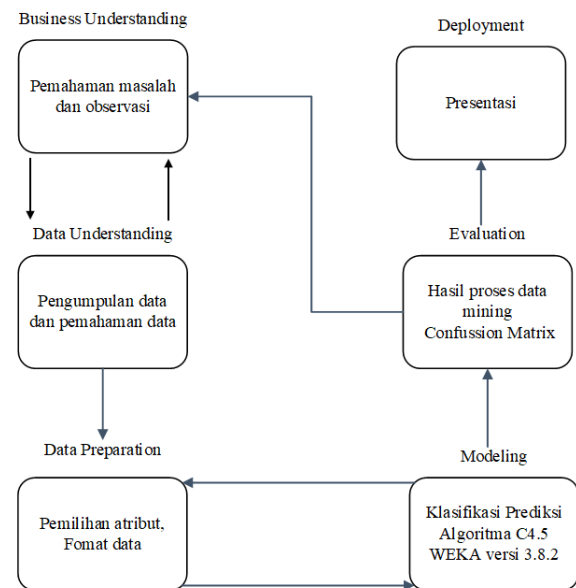 Business Understanding
Pemahaman masalah
dan observasi
Data Understanding
Pengumpulan data
dan pemahaman data
Data Preparation
Pemilihan atribut,
Fomat data
Deployment
Presentasi
Evaluation
Hasil proses data
mining
Confussion Matrix
Modeling
Klasifikasi Prediksi
Algoritma C4.5
WEKA versi 3.8.2